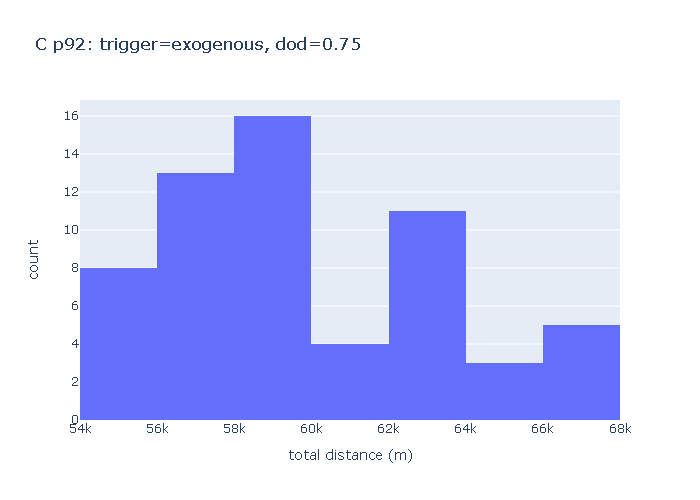 C p92: trigger=exogenous, dod=0.75
16
14
12
10
8
6
4
2
0
count
54k 56k 58k 60k 62k 64k 66k 68k
total distance (m)